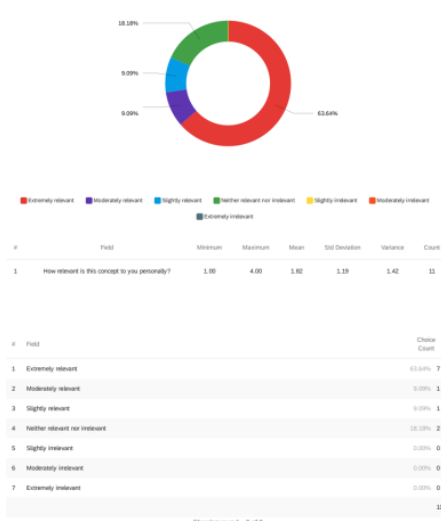 18.18%
9.09%
9.09%
63.64%
Extremely relevant Moderately relevant Slightly relevant Neither relevant nor irrelevant Slightly irrelevant Moderately irrelevant
Extremely irrelevant
# Field Minimum Maximum Mean Std Deviation Variance Count
1 How relevant is this concept to you personally? 1.00 4.00 1.82 1.19 1.42 11
# Field Choice
Count
1 Extremely relevant 63.64% 7
2 Moderately relevant 9.09% 1
3 Slightly relevant 9.09% 1
4 Neither relevant nor irrelevant 18.18% 2
5 Slightly irrelevant 0.00% 0
6 Moderately irrelevant 0.00% 0
7 Extremely irrelevant 0.00% 0